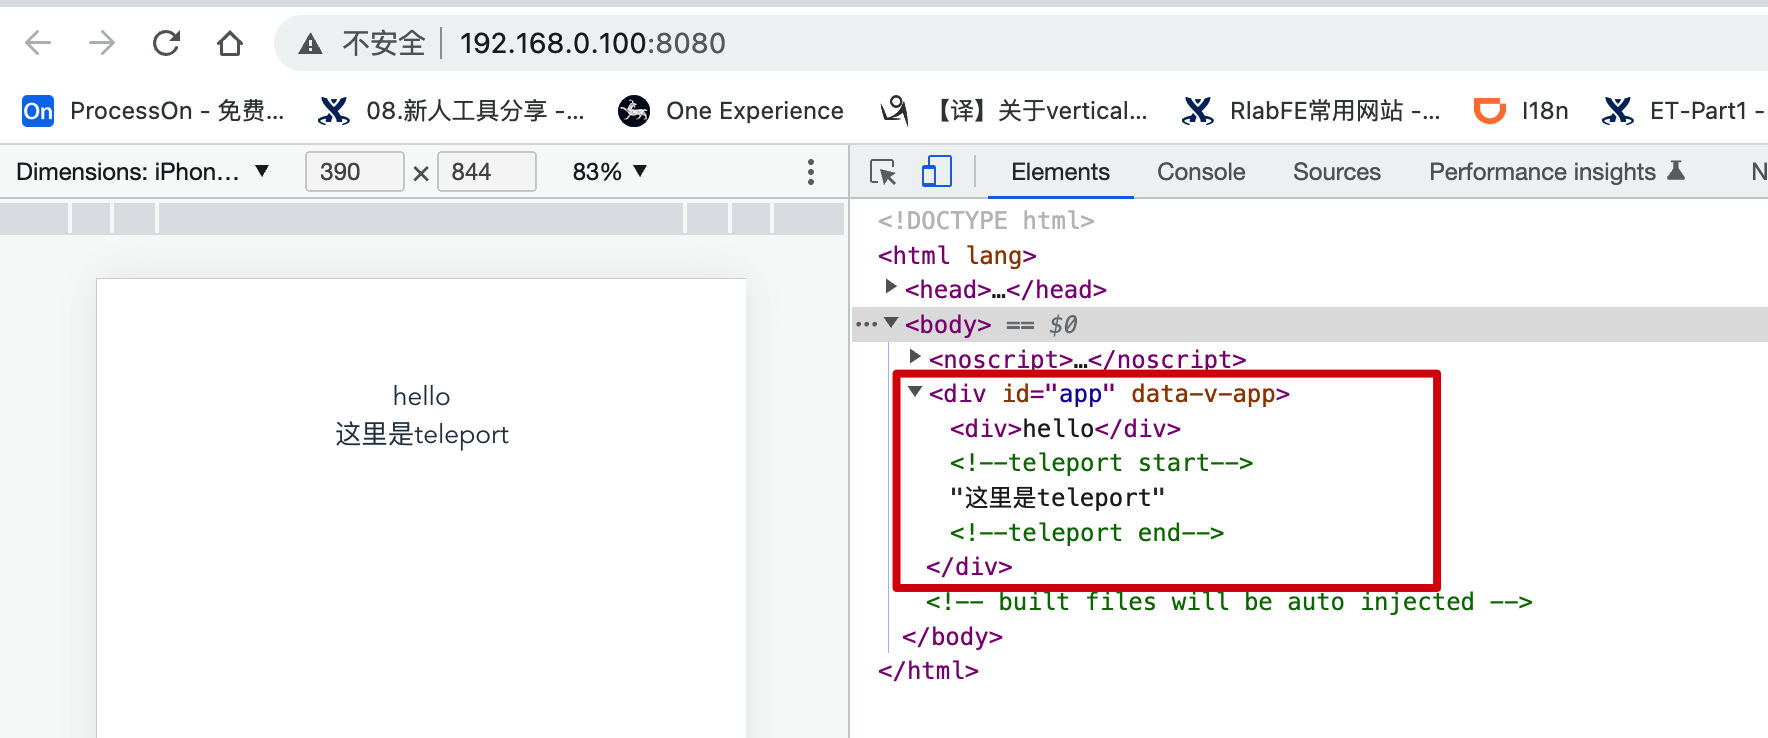 不安全 192.168.0.100:8080
On ProcessOn - 免费... 08.新人工具分享 -... One Experience 【译】关于vertical... RlabFE常用网站 -... I18n ET-Part1 -
Dimensions: iPhon... ▼ 390 × 844 83% ▼
Elements Console Sources Performance insights N
hello
这里是teleport
<!DOCTYPE html>
<html lang>
<head>…</head>
<body> == $0
<noscript>…</noscript>
<div id="app" data-v-app>
<div>hello</div>
<!--teleport start-->
"这里是teleport"
<!--teleport end-->
</div>
<!-- built files will be auto injected -->
</body>
</html>